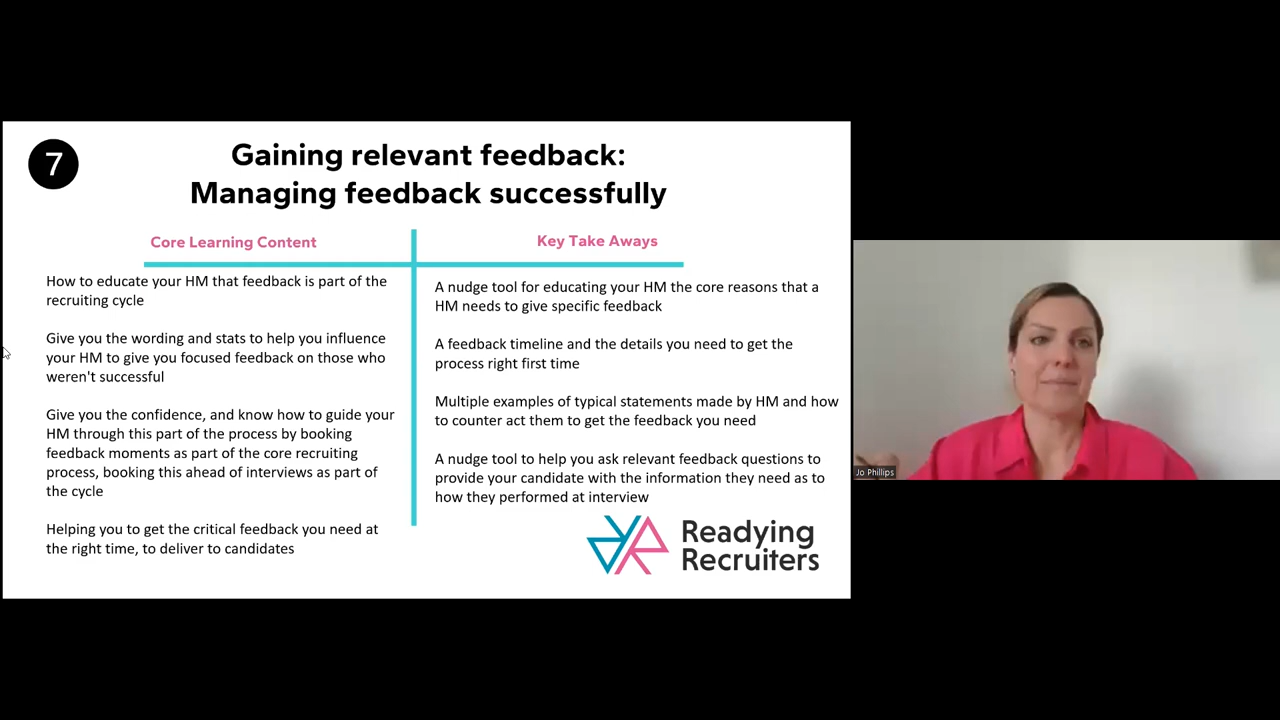 7
Gaining relevant feedback:
Managing feedback successfully
Core Learning Content
How to educate your HM that feedback is part of the
recruiting cycle
Give you the wording and stats to help you influence
your HM to give you focused feedback on those who
weren't successful
Give you the confidence, and know how to guide your
HM through this part of the process by booking
feedback moments as part of the core recruiting
process, booking this ahead of interviews as part of
the cycle
Helping you to get the critical feedback you need at
the right time, to deliver to candidates
Key Take Aways
A nudge tool for educating your HM the core reasons that a
HM needs to give specific feedback
A feedback timeline and the details you need to get the
process right first time
Multiple examples of typical statements made by HM and how
to counter act them to get the feedback you need
A nudge tool to help you ask relevant feedback questions to
provide your candidate with the information they need as to
how they performed at interview
Readying
Recruiters
Jo Phillips